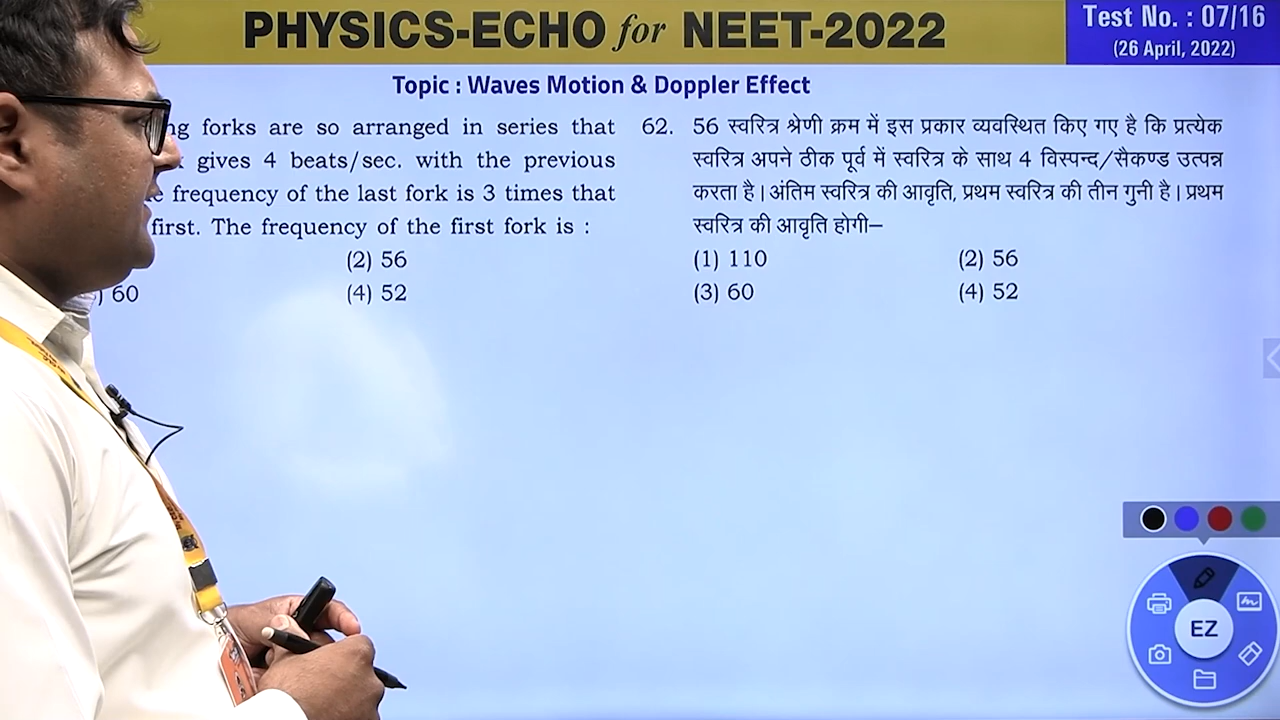 PHYSICS-ECHO for NEET-2022
Test No. : 07/16
(26 April, 2022)
Topic : Waves Motion & Doppler Effect
forks are so arranged in series that
gives 4 beats/sec. with the previous
frequency of the last fork is 3 times that
first. The frequency of the first fork is :
(2) 56
60
(4) 52
62. 56 स्वरित्र श्रेणी क्रम में इस प्रकार व्यवस्थित किए गए है कि प्रत्येक
स्वरित्र अपने ठीक पूर्व में स्वरित्र के साथ 4 विस्पन्द/सैकण्ड उत्पन्न
करता है। अंतिम स्वरित्र की आवृति, प्रथम स्वरित्र की तीन गुनी है। प्रथम
स्वरित्र की आवृति होगी–
(1) 110
(2) 56
(3) 60
(4) 52
EZ